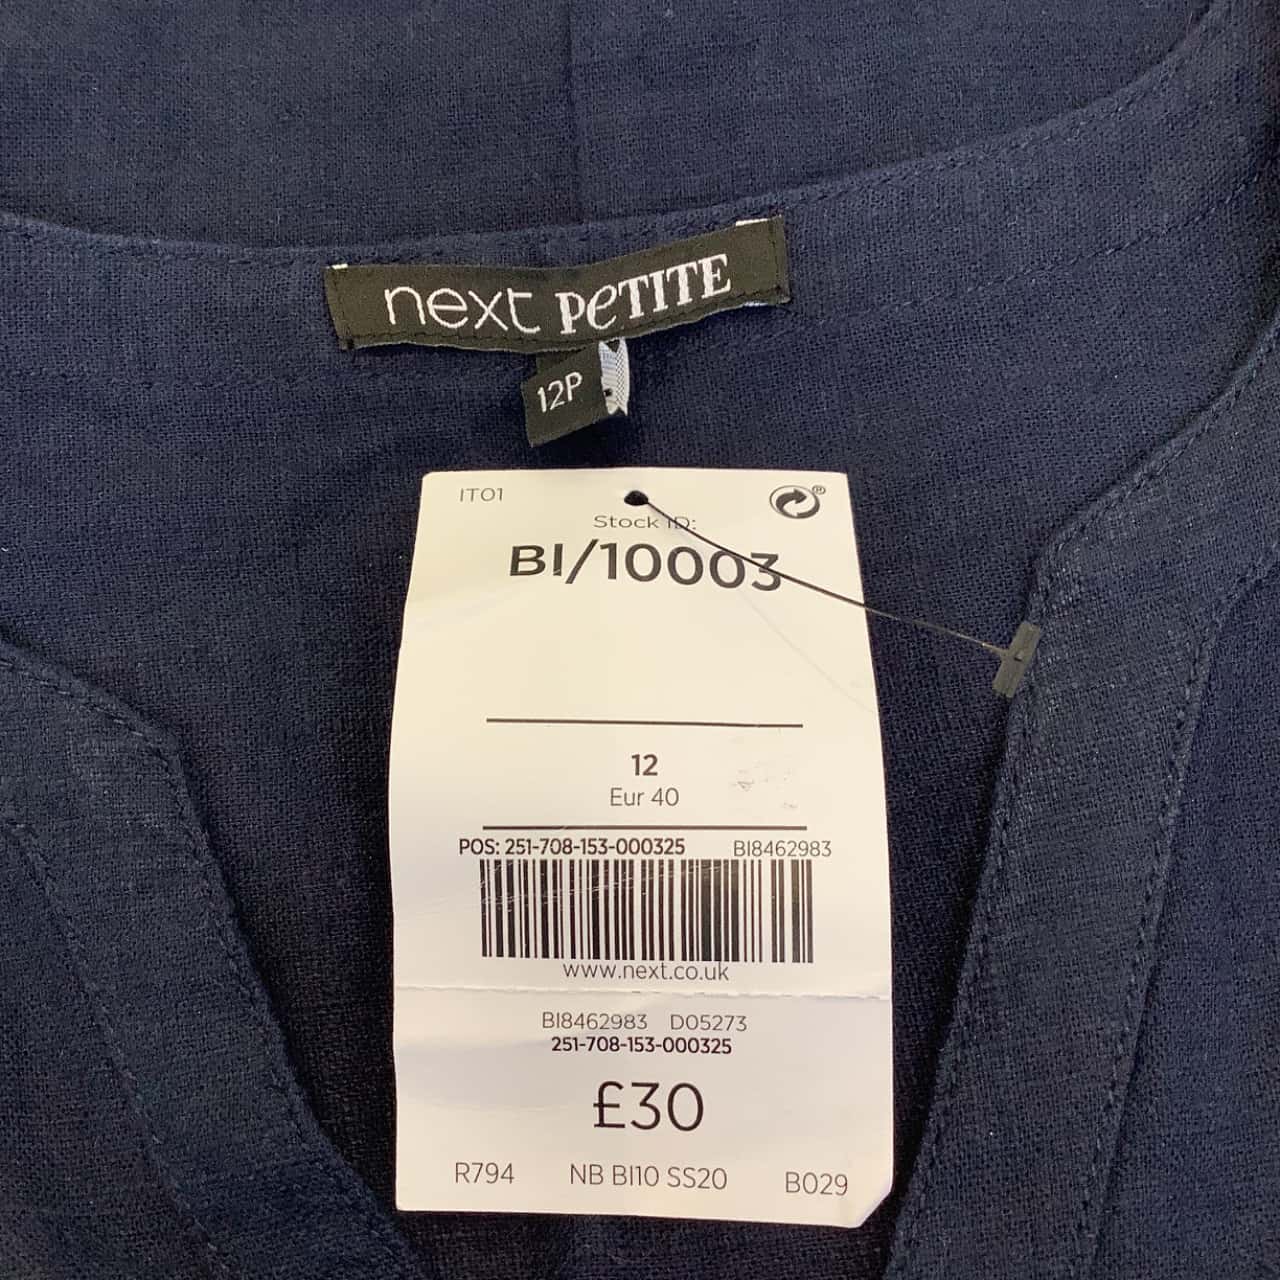 next PETITE
12P
IT01
Stock ID:
BI/10003
12
Eur 40
POS: 251-708-153-000325 BI8462983
www.next.co.uk
BI8462983 D05273
251-708-153-000325
£30
R794 NB BI10 SS20 B029